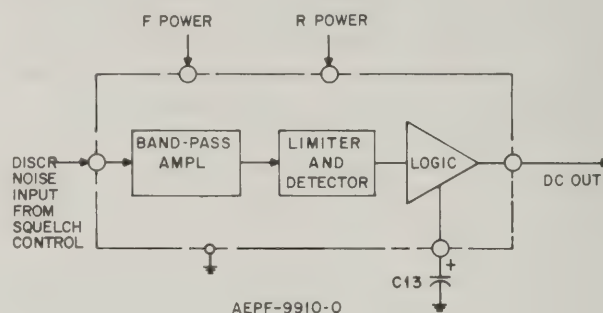 F POWER
R POWER
BAND-PASS
AMPL
LIMITER
AND
DETECTOR
LOGIC
DISCR
NOISE
INPUT
FROM
SQUELCH
CONTROL
DC OUT
+
C13
AEPF-9910-O